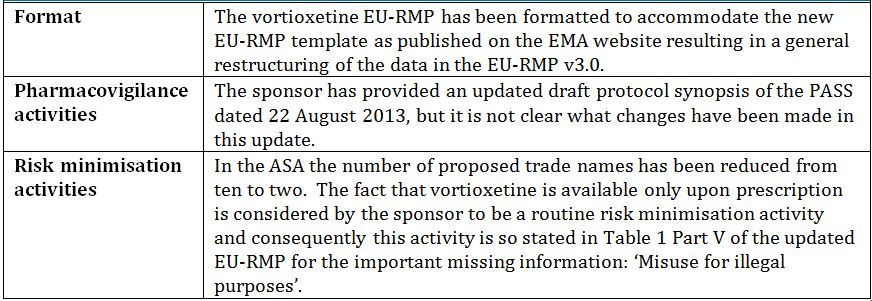 Format
The vortioxetine EU-RMP has been formatted to accommodate the new
EU-RMP template as published on the EMA website resulting in a general
restructuring of the data in the EU-RMP v3.0.
Pharmacovigilance
activities
The sponsor has provided an updated draft protocol synopsis of the PASS
dated 22 August 2013, but it is not clear what changes have been made in
this update.
Risk minimisation
activities
In the ASA the number of proposed trade names has been reduced from
ten to two.  The fact that vortioxetine is available only upon prescription
is considered by the sponsor to be a routine risk minimisation activity
and consequently this activity is so stated in Table 1 Part V of the updated
EU-RMP for the important missing information: ‘Misuse for illegal
purposes’.